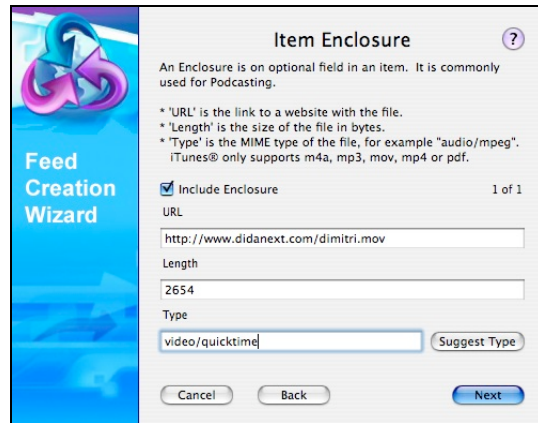 Item Enclosure
?
An Enclosure is on optional field in an item. It is commonly
used for Podcasting.
* 'URL' is the link to a website with the file.
* 'Length' is the size of the file in bytes.
* 'Type' is the MIME type of the file, for example "audio/mpeg".
iTunes® only supports m4a, mp3, mov, mp4 or pdf.
Feed
Creation
Wizard
Include Enclosure 1 of 1
URL
http://www.didanext.com/dimitri.mov
Length
2654
Type
video/quicktime Suggest Type
Cancel Back Next